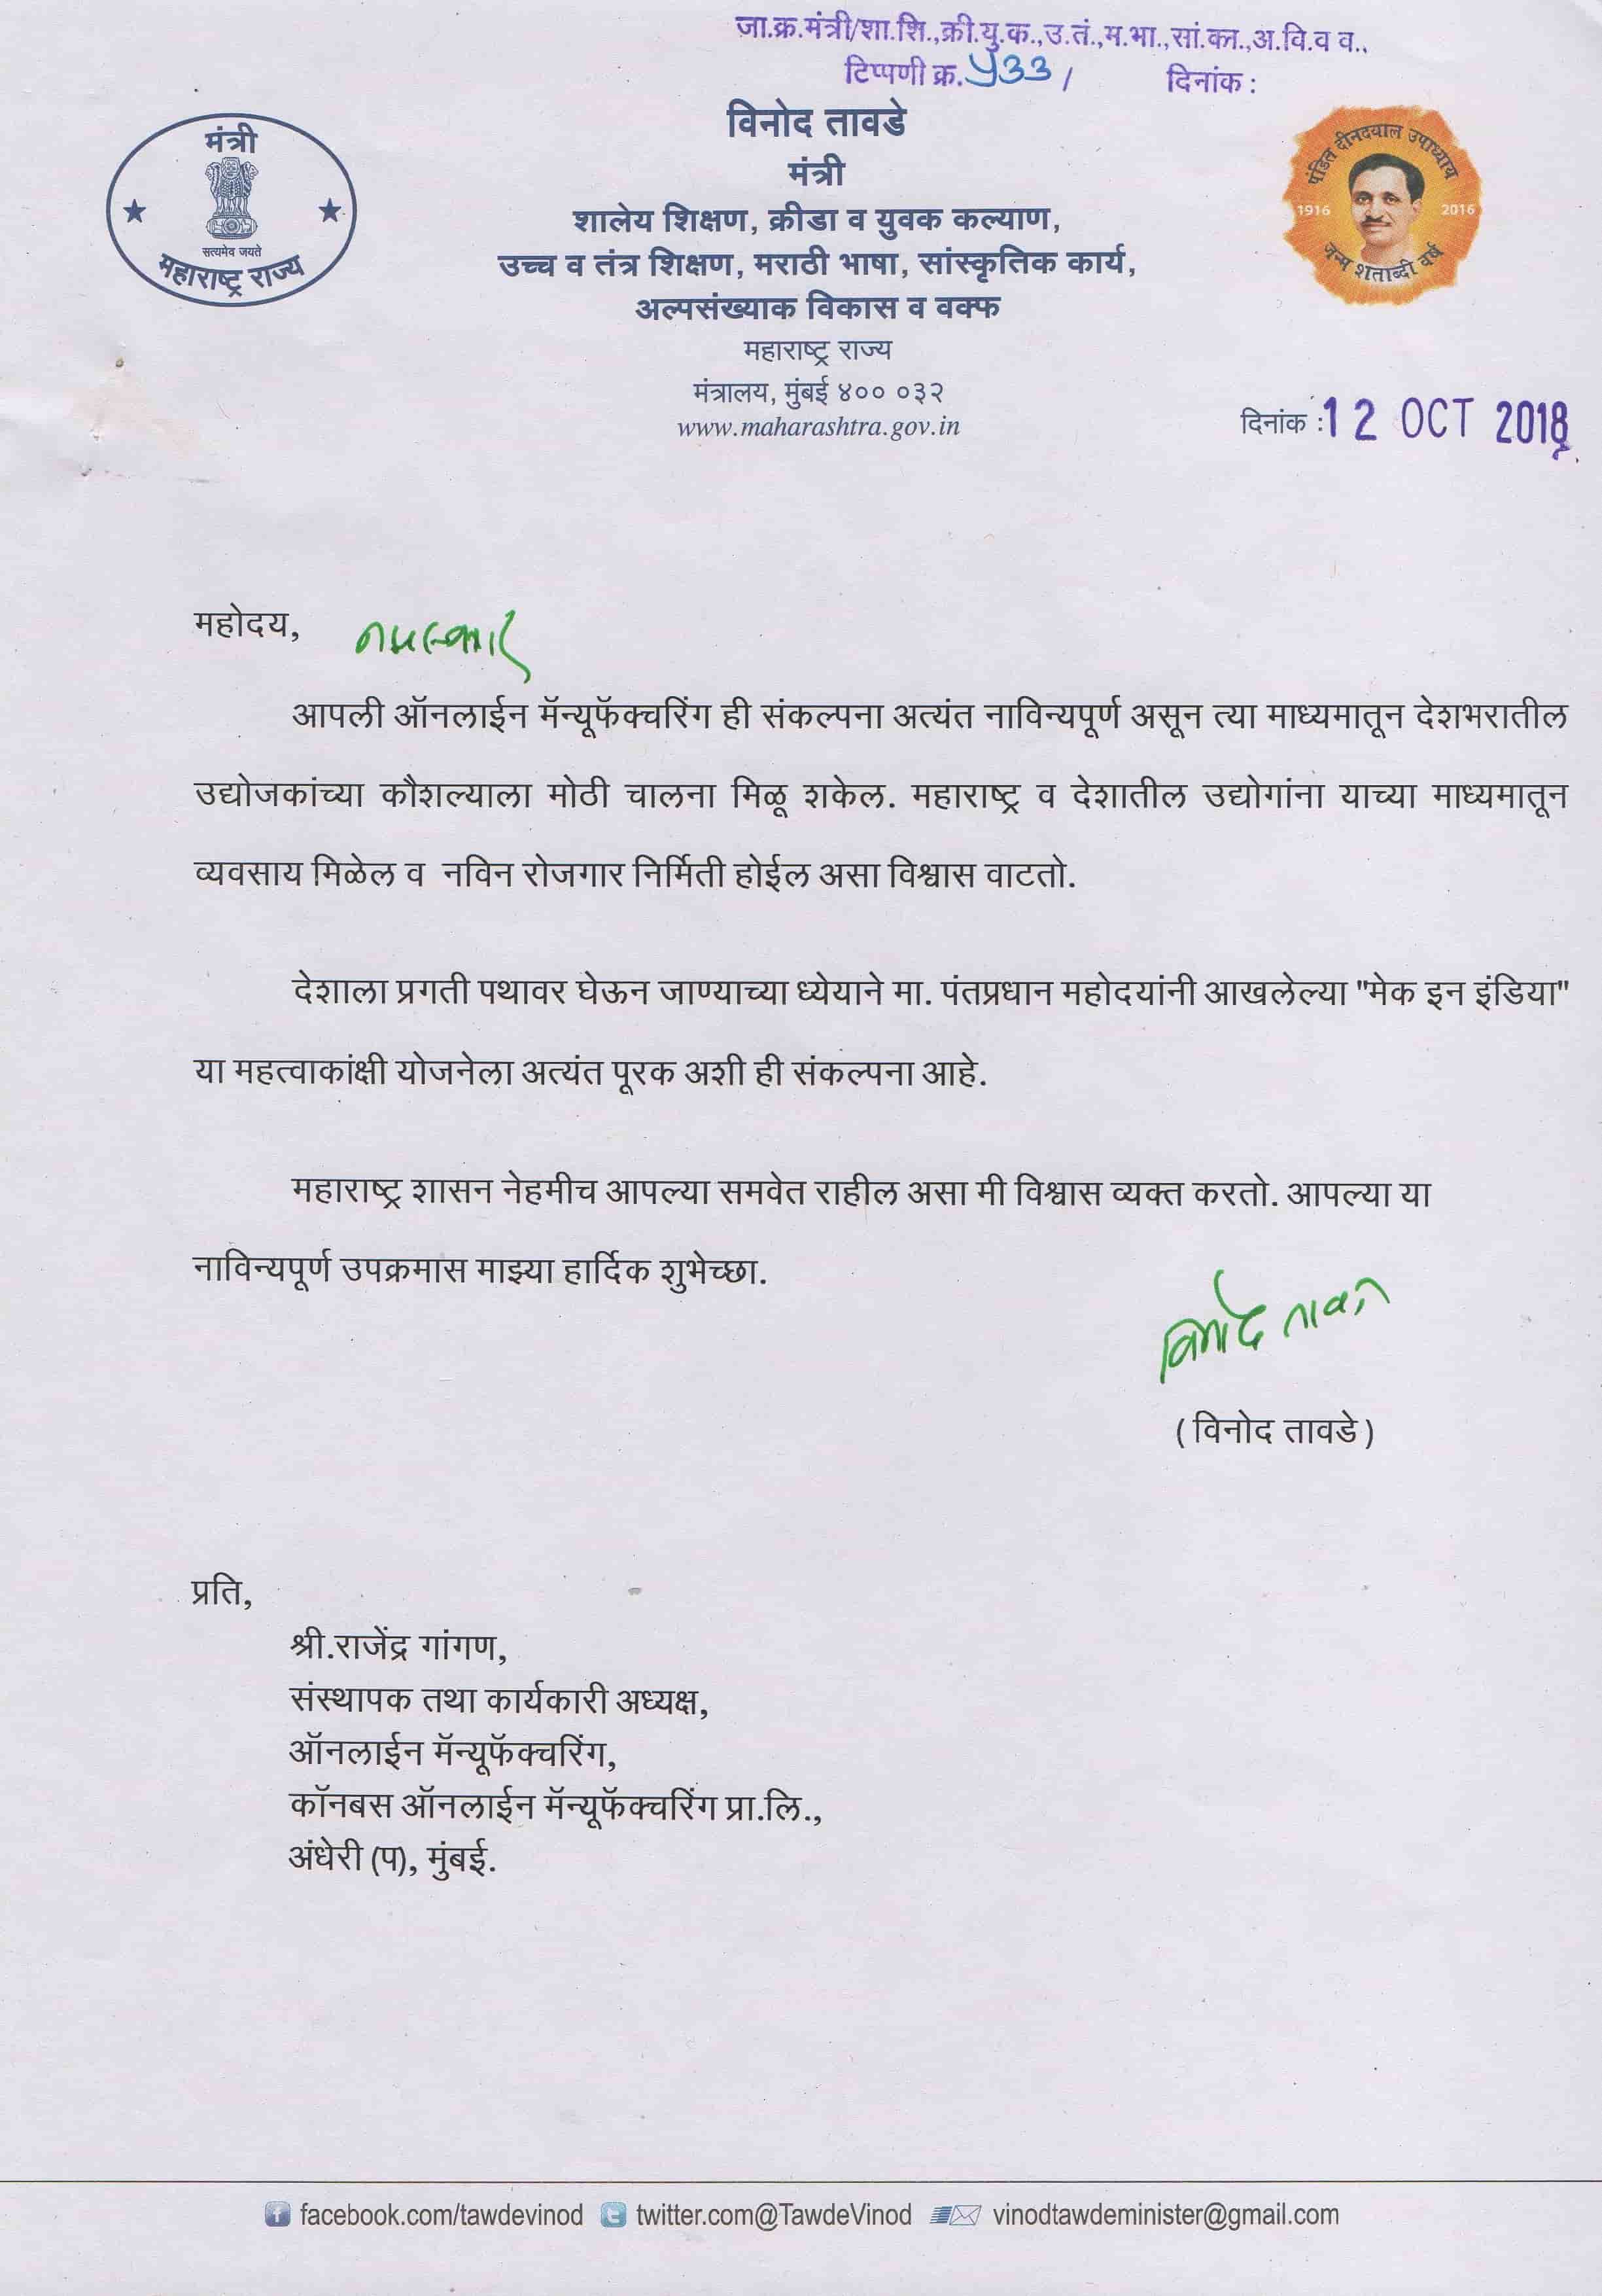 जा.क्र.मंत्री/शा.शि.,क्री.यु.क.,उ.तं.,म.भा.,सां.का.,अ.वि.व व.,
टिप्पणी क्र. ५३३ / दिनांक :
मंत्री
सत्यमेव जयते
महाराष्ट्र राज्य
विनोद तावडे
मंत्री
शालेय शिक्षण, क्रीडा व युवक कल्याण,
उच्च व तंत्र शिक्षण, मराठी भाषा, सांस्कृतिक कार्य,
अल्पसंख्याक विकास व वक्फ
महाराष्ट्र राज्य
मंत्रालय, मुंबई ४०० ०३२
www.maharashtra.gov.in
पंडित दीनदयाल उपाध्याय
1916 2016
जन्म शताब्दी वर्ष
दिनांक : 12 OCT 2018
महोदय, नमस्कार
आपली ऑनलाईन मॅन्यूफॅक्चरिंग ही संकल्पना अत्यंत नाविन्यपूर्ण असून त्या माध्यमातून देशभरातील
उद्योजकांच्या कौशल्याला मोठी चालना मिळू शकेल. महाराष्ट्र व देशातील उद्योगांना याच्या माध्यमातून
व्यवसाय मिळेल व नविन रोजगार निर्मिती होईल असा विश्वास वाटतो.
देशाला प्रगती पथावर घेऊन जाण्याच्या ध्येयाने मा. पंतप्रधान महोदयांनी आखलेल्या "मेक इन इंडिया"
या महत्वाकांक्षी योजनेला अत्यंत पूरक अशी ही संकल्पना आहे.
महाराष्ट्र शासन नेहमीच आपल्या समवेत राहील असा मी विश्वास व्यक्त करतो. आपल्या या
नाविन्यपूर्ण उपक्रमास माझ्या हार्दिक शुभेच्छा.
विनोद तावडे
( विनोद तावडे )
प्रति,
श्री.राजेंद्र गांगण,
संस्थापक तथा कार्यकारी अध्यक्ष,
ऑनलाईन मॅन्यूफॅक्चरिंग,
कॉनबस ऑनलाईन मॅन्यूफॅक्चरिंग प्रा.लि.,
अंधेरी (प), मुंबई.
facebook.com/tawdevinod twitter.com@TawdeVinod vinodtawdeminister@gmail.com